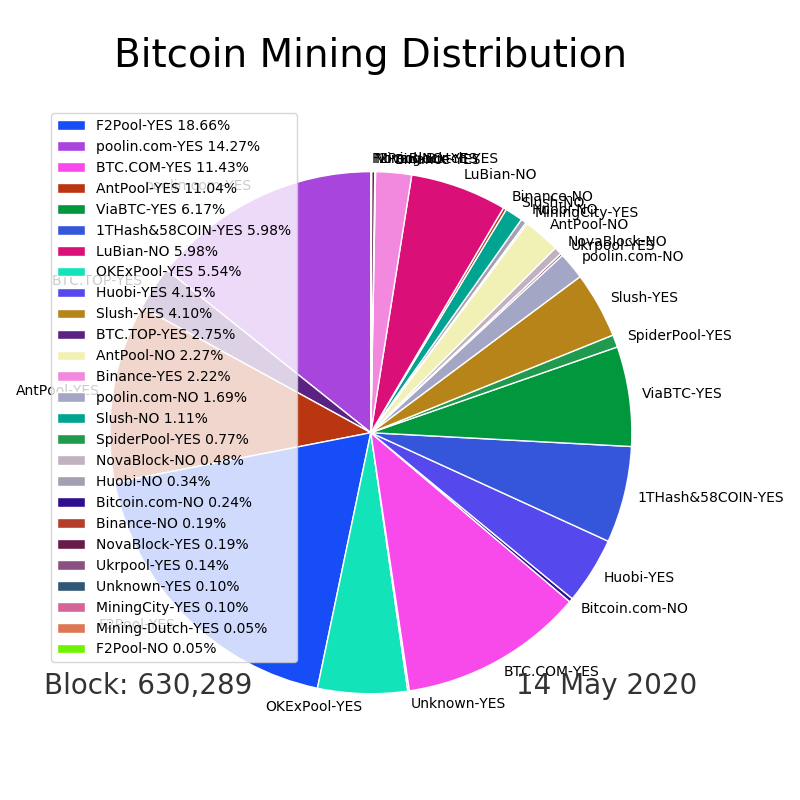 Bitcoin Mining Distribution
F2Pool-YES 18.66%
poolin.com-YES 14.27%
BTC.COM-YES 11.43%
AntPool-YES 11.04%
ViaBTC-YES 6.17%
1THash&58COIN-YES 5.98%
LuBian-NO 5.98%
OKExPool-YES 5.54%
Huobi-YES 4.15%
Slush-YES 4.10%
BTC.TOP-YES 2.75%
AntPool-NO 2.27%
Binance-YES 2.22%
poolin.com-NO 1.69%
Slush-NO 1.11%
SpiderPool-YES 0.77%
NovaBlock-NO 0.48%
Huobi-NO 0.34%
Bitcoin.com-NO 0.24%
Binance-NO 0.19%
NovaBlock-YES 0.19%
Ukrpool-YES 0.14%
Unknown-YES 0.10%
MiningCity-YES 0.10%
Mining-Dutch-YES 0.05%
F2Pool-NO 0.05%
LuBian-NO
Binance-NO
Slush-NO
Huobi-NO
MiningCity-YES
AntPool-NO
NovaBlock-NO
Ukrpool-YES
poolin.com-NO
Slush-YES
SpiderPool-YES
ViaBTC-YES
1THash&58COIN-YES
Huobi-YES
Bitcoin.com-NO
BTC.COM-YES
Unknown-YES
OKExPool-YES
F2Pool-YES
AntPool-YES
BTC.TOP-YES
poolin.com-YES
Block: 630,289
14 May 2020